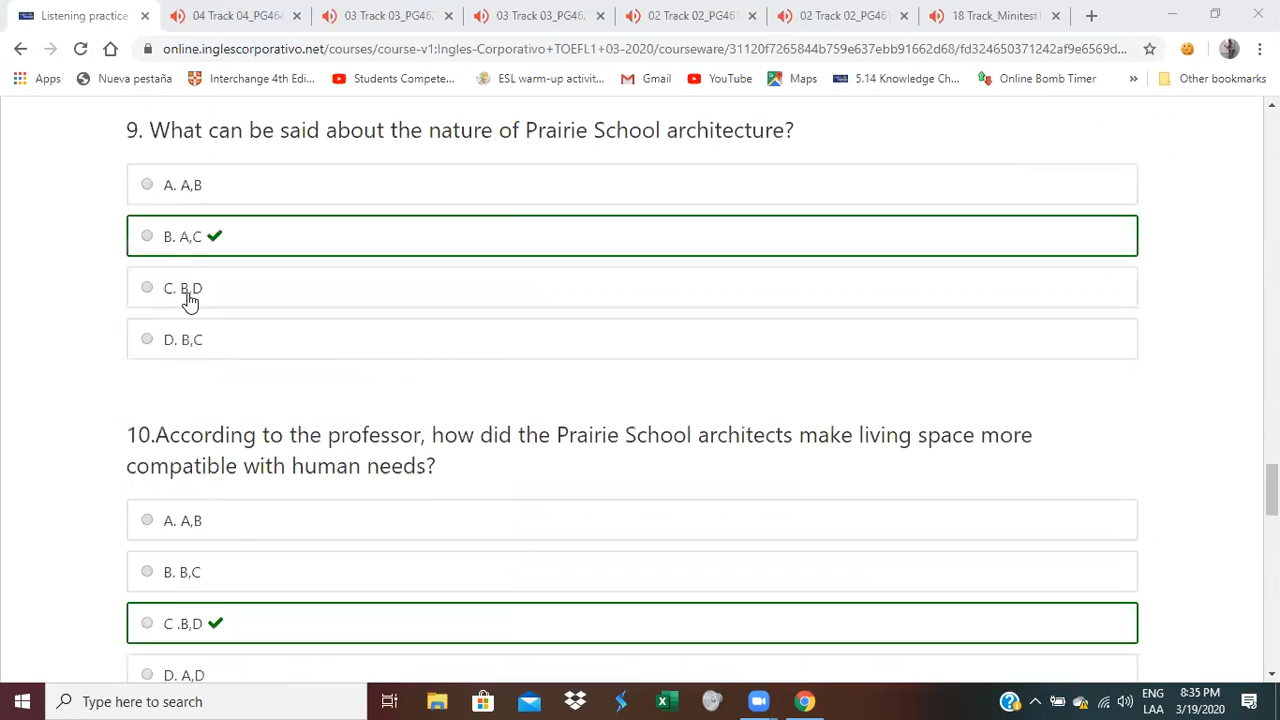 Listening practice
04 Track 04_PG464
03 Track 03_PG462
03 Track 03_PG46.
02 Track 02_PG461
02 Track 02_PG46
18 Track_Minitest
online.inglescorporativo.net/courses/course-v1:Ingles-Corporativo+TOEFL1+03-2020/courseware/31120f7265844b759e637ebb91662d68/fd324650371242af9e6569d...
Apps
Nueva pestaña
Interchange 4th Edi...
Students Compete...
ESL warm-up activit...
Gmail
YouTube
Maps
5.14 Knowledge Ch...
Online Bomb Timer
»
Other bookmarks
9. What can be said about the nature of Prairie School architecture?
A. A,B
B. A,C
C. B,D
D. B,C
10.According to the professor, how did the Prairie School architects make living space more
compatible with human needs?
A. A,B
B. B,C
C .B,D
D. A,D
Type here to search
ENG
LAA
8:35 PM
3/19/2020